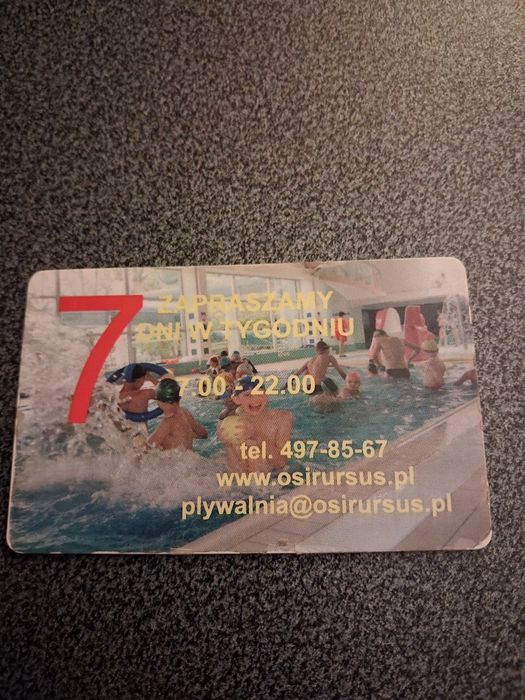 7 ZAPRASZAMY
DNI W TYGODNIU
7.00 - 22.00
tel. 497-85-67
www.osirursus.pl
plywalnia@osirursus.pl